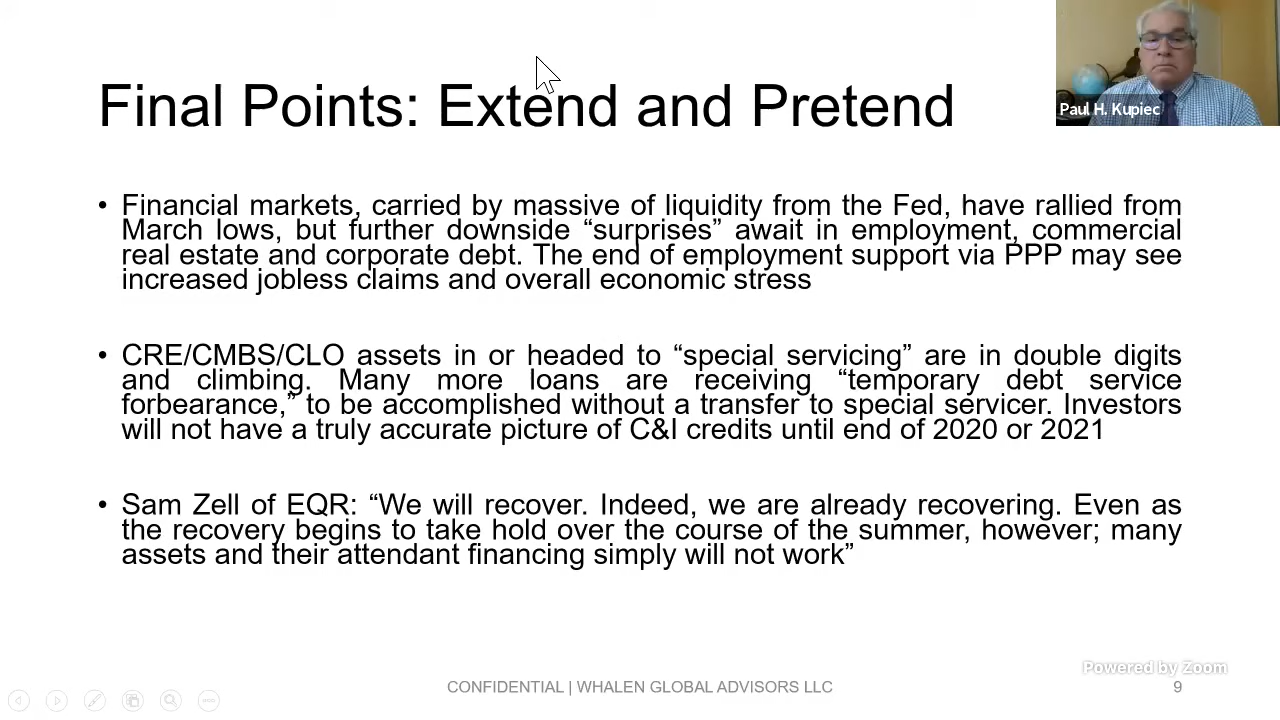 Final Points: Extend and Pretend
Paul H. Kupiec
• Financial markets, carried by massive of liquidity from the Fed, have rallied from
March lows, but further downside “surprises” await in employment, commercial
real estate and corporate debt. The end of employment support via PPP may see
increased jobless claims and overall economic stress
• CRE/CMBS/CLO assets in or headed to “special servicing” are in double digits
and climbing. Many more loans are receiving “temporary debt service
forbearance,” to be accomplished without a transfer to special servicer. Investors
will not have a truly accurate picture of C&I credits until end of 2020 or 2021
• Sam Zell of EQR: “We will recover. Indeed, we are already recovering. Even as
the recovery begins to take hold over the course of the summer, however; many
assets and their attendant financing simply will not work”
Powered by Zoom
CONFIDENTIAL | WHALEN GLOBAL ADVISORS LLC
9